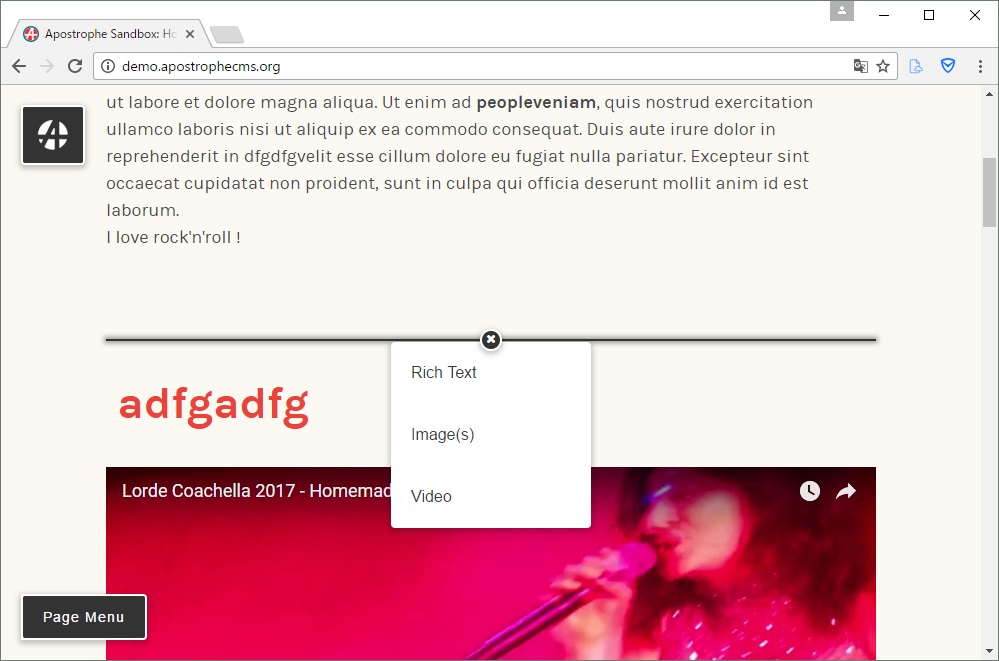 Apostrophe Sandbox: Ho
demo.apostrophecms.org
ut labore et dolore magna aliqua. Ut enim ad peopleveniam, quis nostrud exercitation
ullamco laboris nisi ut aliquip ex ea commodo consequat. Duis aute irure dolor in
reprehenderit in dfgdfgvelit esse cillum dolore eu fugiat nulla pariatur. Excepteur sint
occaecat cupidatat non proident, sunt in culpa qui officia deserunt mollit anim id est
laborum.
I love rock'n'roll !
Rich Text
adfgadfg
Image(s)
Lorde Coachella 2017 - Homemad
Video
Page Menu